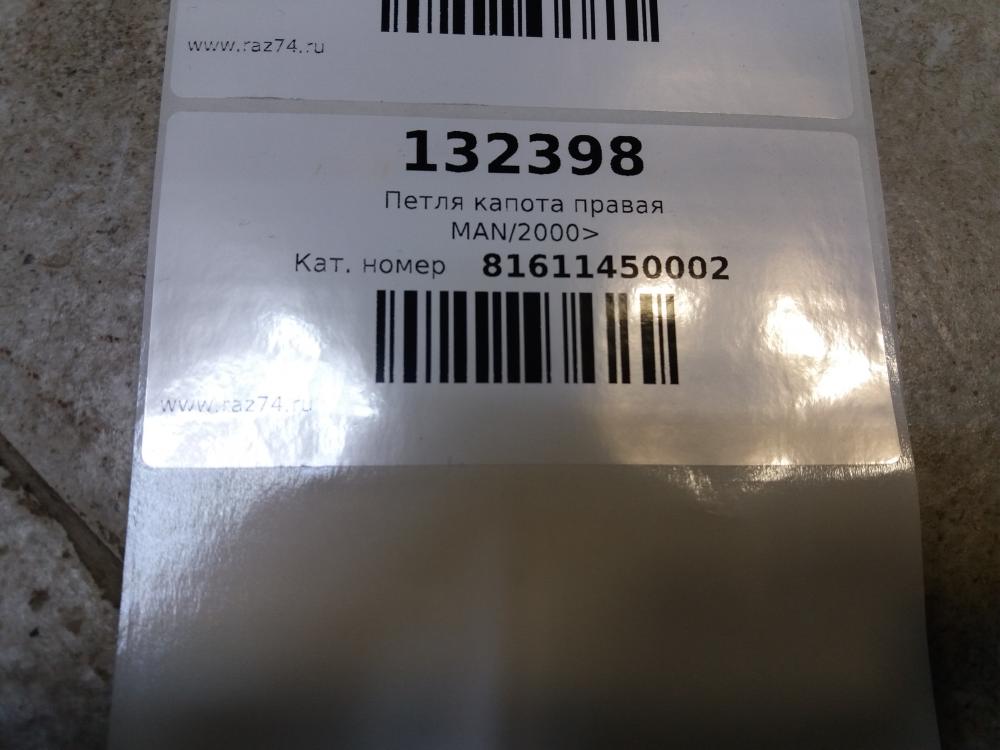 www.raz74.ru
132398
Петля капота правая
MAN/2000>
Кат. номер 81611450002
www.raz74.ru